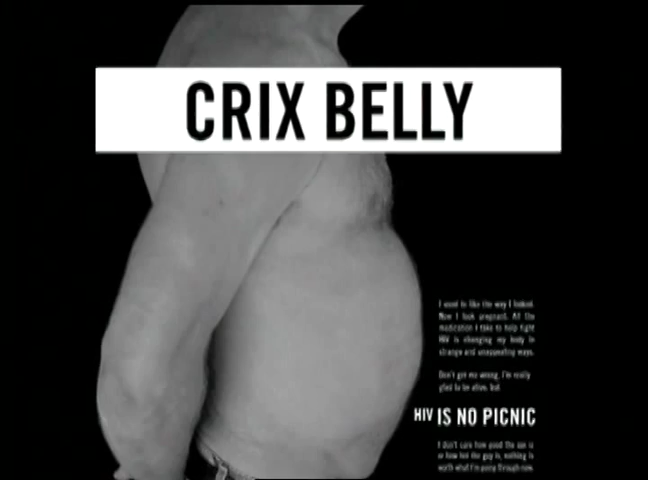 CRIX BELLY
I used to like the way I looked.
Now I look pregnant. All the
medication I take to help fight
HIV is changing my body in
strange and unappealing ways.
Don't get me wrong, I'm really
glad to be alive, but
HIV IS NO PICNIC
I don't care how good the sex is
or how hot the guy is, nothing is
worth what I'm going through now.